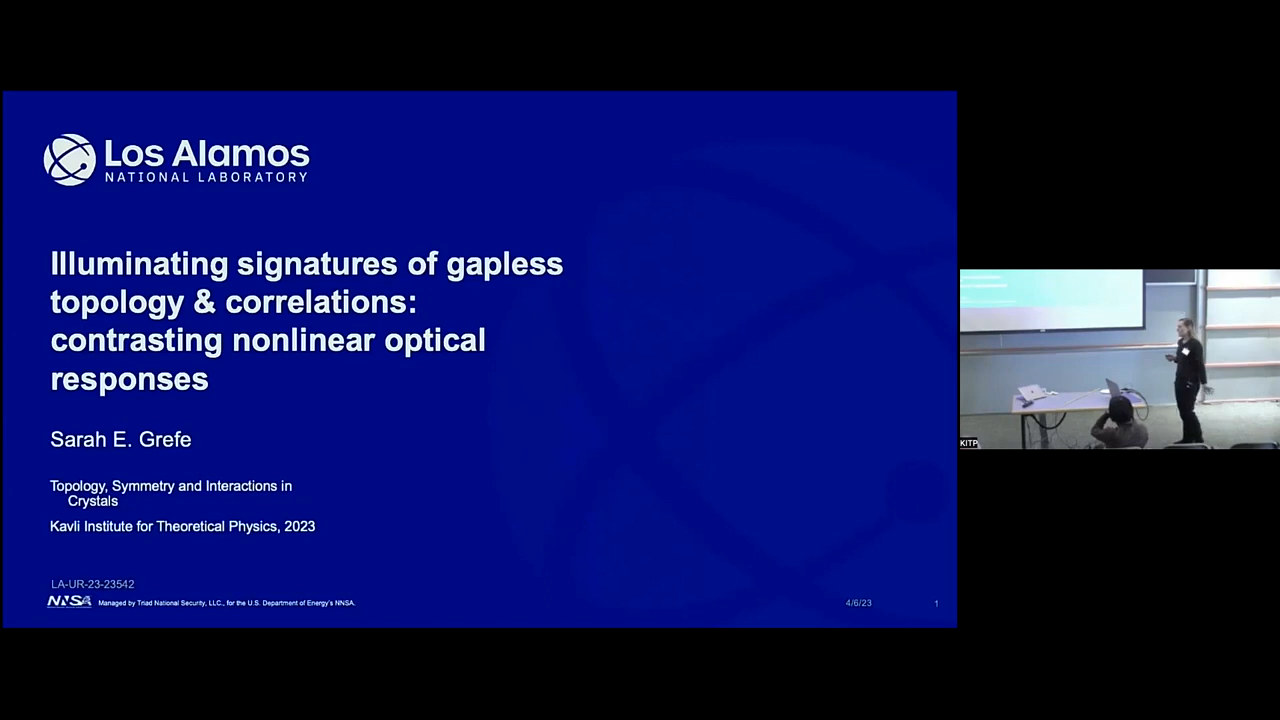 Los Alamos
NATIONAL LABORATORY
Illuminating signatures of gapless
topology & correlations:
contrasting nonlinear optical
responses
Sarah E. Grefe
Topology, Symmetry and Interactions in
Crystals
Kavli Institute for Theoretical Physics, 2023
LA-UR-23-23542
NNSA
Managed by Triad National Security, LLC., for the U.S. Department of Energy's NNSA.
4/6/23
1
KITP